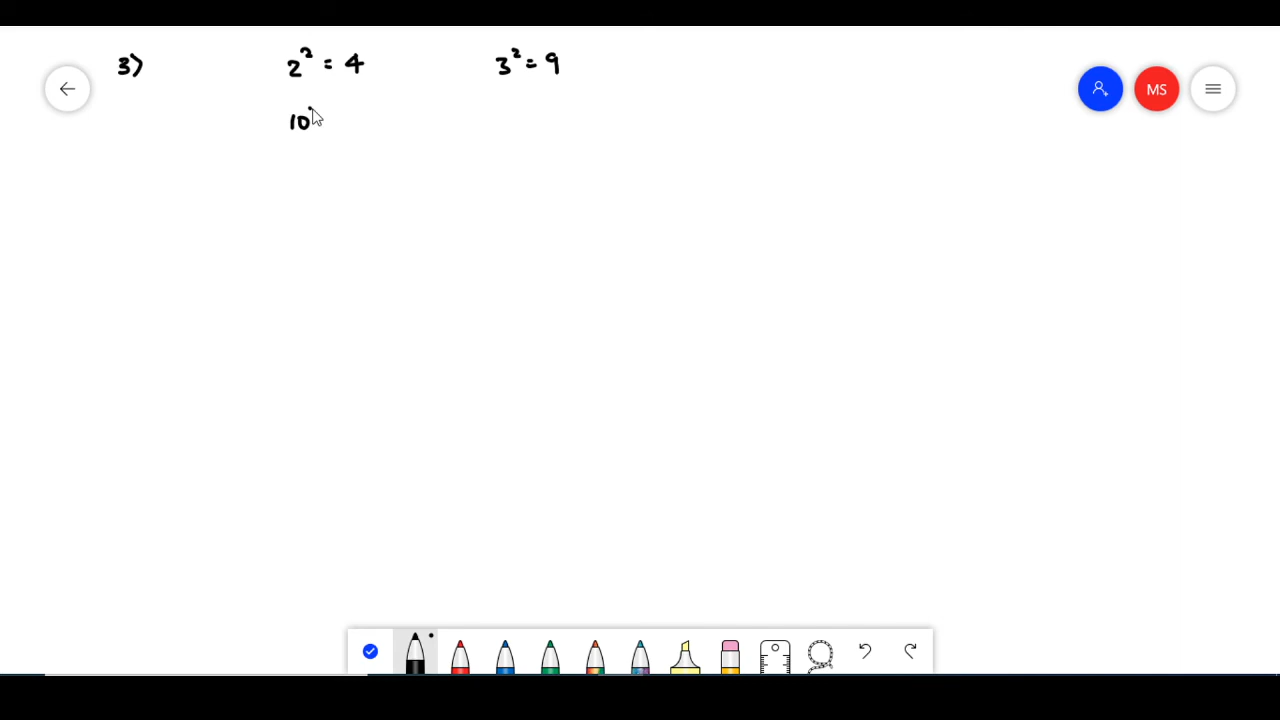 3) 2² = 4 3² = 9
MS
10